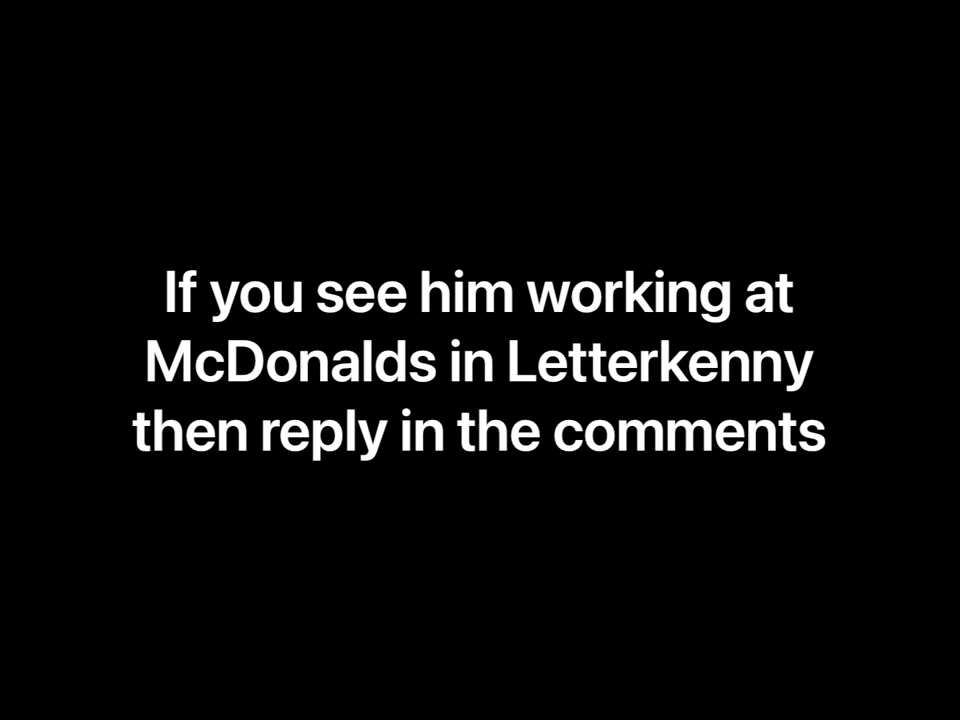 If you see him working at
McDonalds in Letterkenny
then reply in the comments